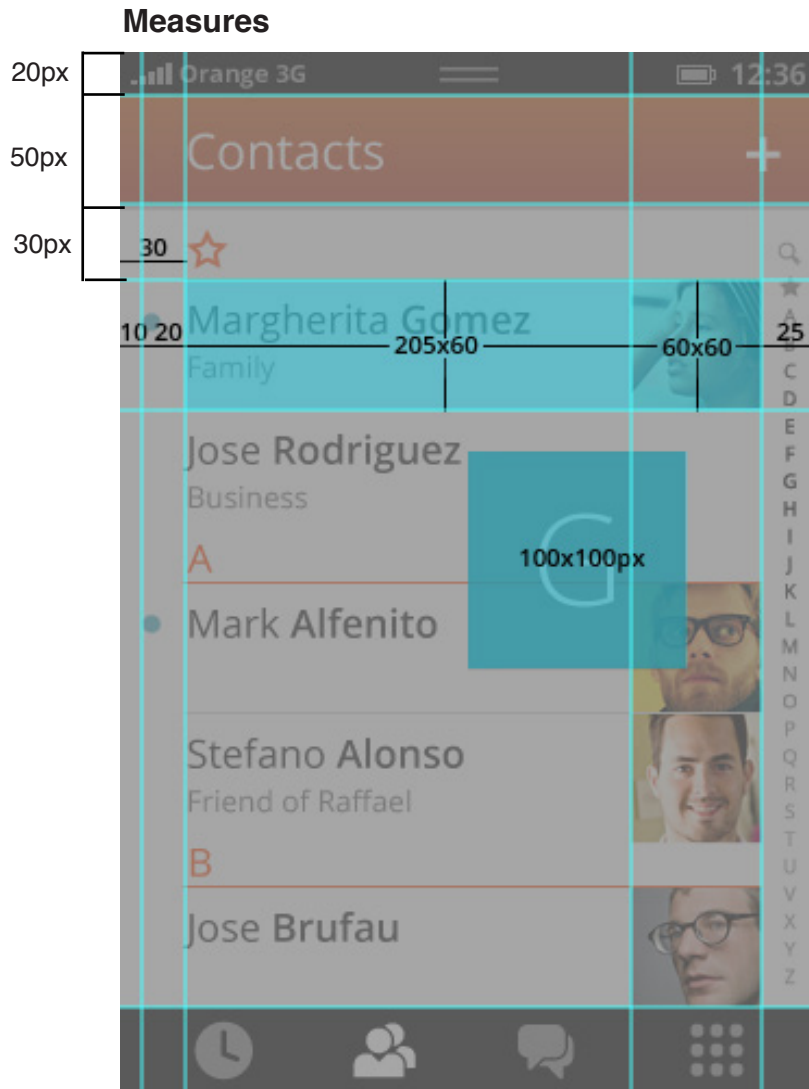 Measures
20px
Orange 3G 12:36
50px
Contacts +
30px
30
Margherita Gomez
10 20 205x60 60x60 25
Family
Jose Rodriguez
Business
100x100px
G
A
Mark Alfenito
Stefano Alonso
Friend of Raffael
B
Jose Brufau
A
B
C
D
E
F
G
H
I
J
K
L
M
N
O
P
Q
R
S
T
U
V
X
Y
Z